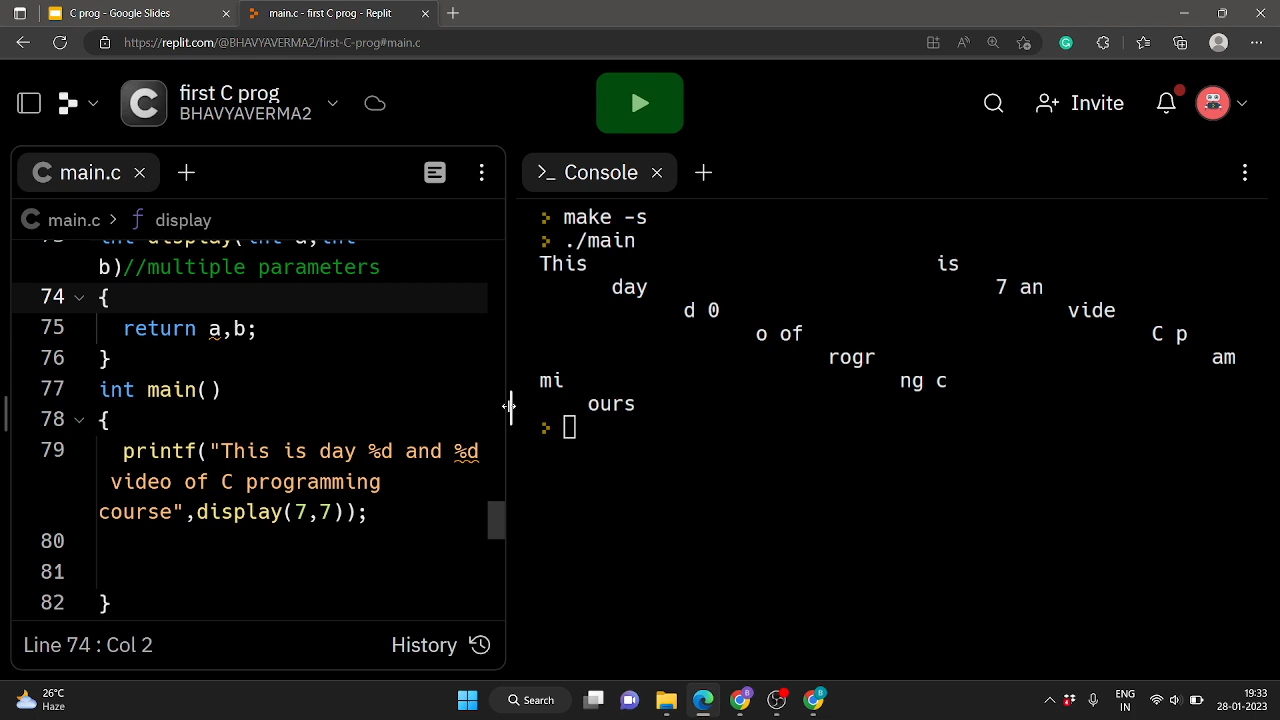 C prog - Google Slides
main.c - first C prog - Replit
https://replit.com/@BHAVYAVERMA2/first-C-prog#main.c
first C prog
BHAVYAVERMA2
Invite
main.c
main.c > display
int display(int a,int
b)//multiple parameters
74 {
75 return a,b;
76 }
77 int main()
78 {
79 printf("This is day %d and %d
video of C programming
course",display(7,7));
80
81
82 }
Line 74 : Col 2
History
>_ Console
make -s
./main
This is
day 7 an
d 0 vide
o of C p
rogr am
mi ng c
ours
26°C
Haze
Search
ENG
IN
19:33
28-01-2023